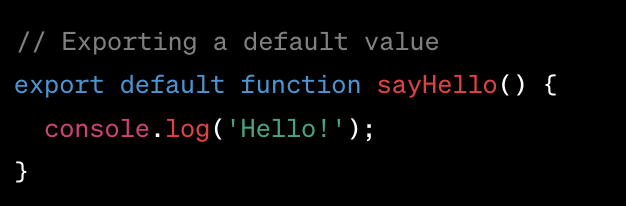 // Exporting a default value
export default function sayHello() {
  console.log('Hello!');
}